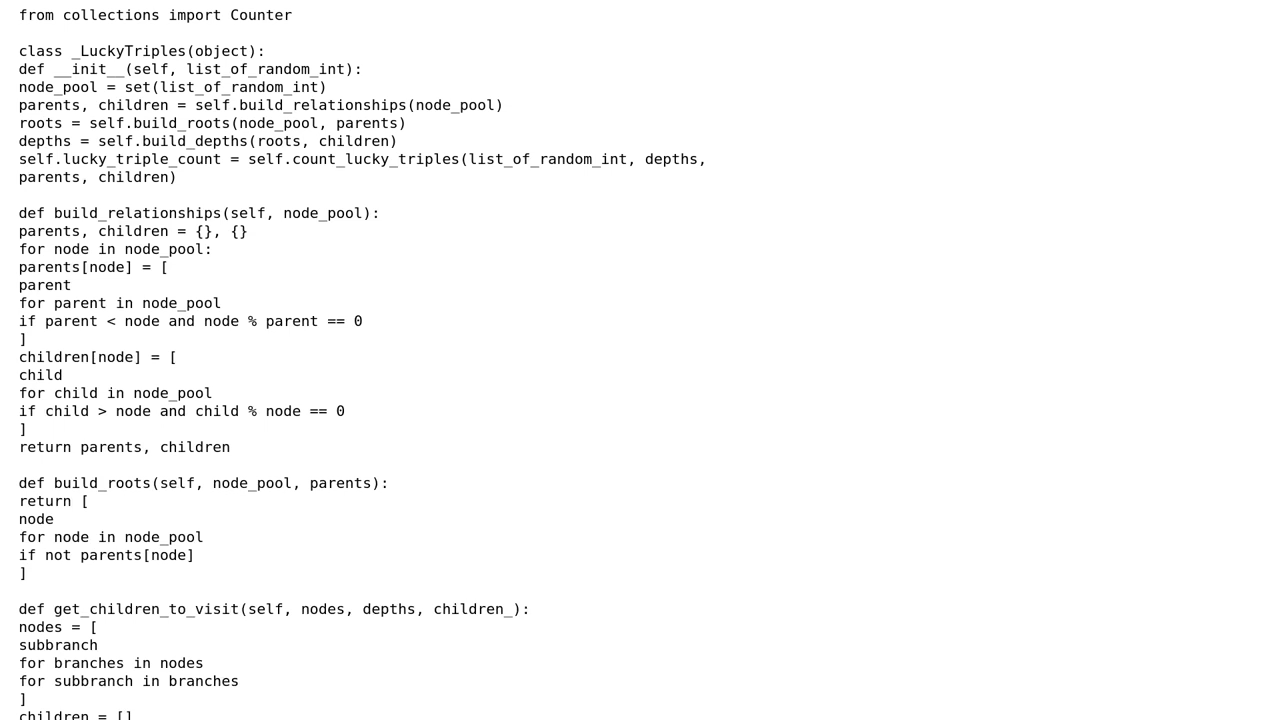 from collections import Counter
class _LuckyTriples(object):
def __init__(self, list_of_random_int):
node_pool = set(list_of_random_int)
parents, children = self.build_relationships(node_pool)
roots = self.build_roots(node_pool, parents)
depths = self.build_depths(roots, children)
self.lucky_triple_count = self.count_lucky_triples(list_of_random_int, depths,
parents, children)
def build_relationships(self, node_pool):
parents, children = {}, {}
for node in node_pool:
parents[node] = [
parent
for parent in node_pool
if parent < node and node % parent == 0
]
children[node] = [
child
for child in node_pool
if child > node and child % node == 0
]
return parents, children
def build_roots(self, node_pool, parents):
return [
node
for node in node_pool
if not parents[node]
]
def get_children_to_visit(self, nodes, depths, children_):
nodes = [
subbranch
for branches in nodes
for subbranch in branches
]
children = []